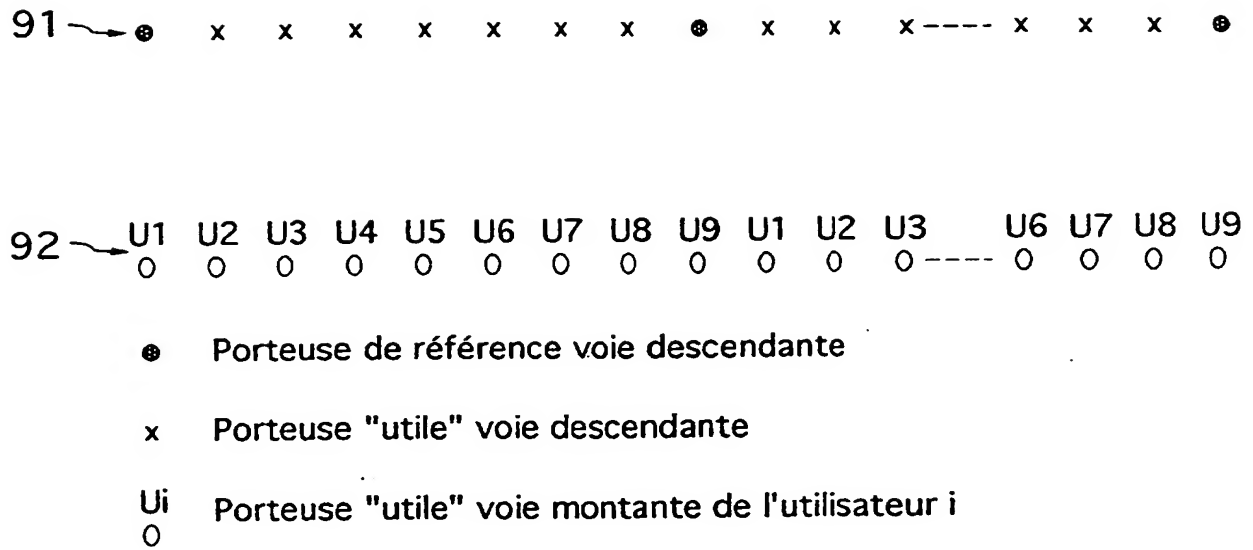 91 x x x x x x x x x x ---- x x x
U1 U2 U3 U4 U5 U6 U7 U8 U9 U1 U2 U3 U6 U7 U8 U9
92 O O O O O O O O O O O O ---- O O O O
Porteuse de référence voie descendante
x Porteuse "utile" voie descendante
Ui Porteuse "utile" voie montante de l'utilisateur i
O